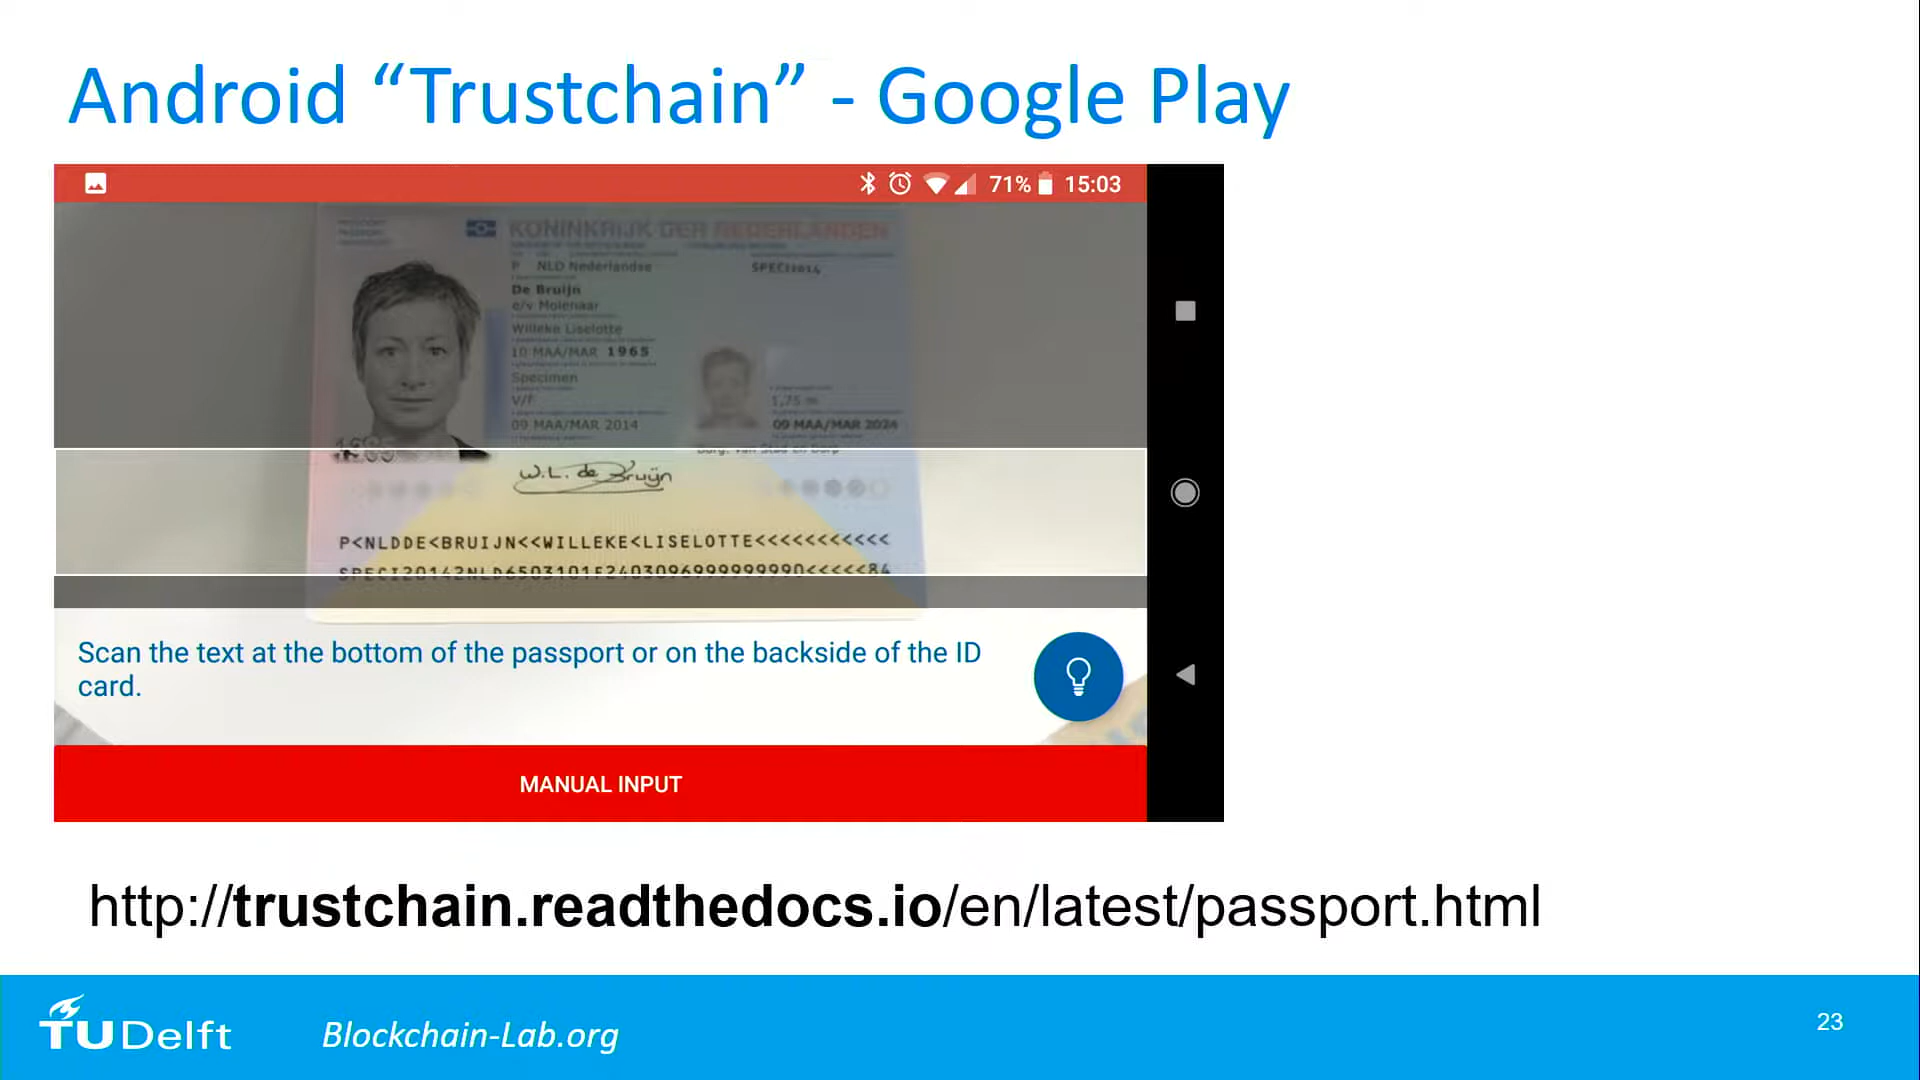 Android “Trustchain” - Google Play
71% 15:03
KONINKRIJK DER NEDERLANDEN
P NLD Nederlandse SPECI2014
De Bruijn
e/v Molenaar
Willeke Liselotte
10 MAA/MAR 1965
Specimen
V/F 1,75 m
09 MAA/MAR 2014 09 MAA/MAR 2024
W.L. de Bruijn
P<NLDDE<BRUIJN<<WILLEKE<LISELOTTE<<<<<<<<<<<
SPECI20142NLD6503101F2403096999999990<<<<<84
Scan the text at the bottom of the passport or on the backside of the ID
card.
MANUAL INPUT
http://trustchain.readthedocs.io/en/latest/passport.html
TUDelft Blockchain-Lab.org 23